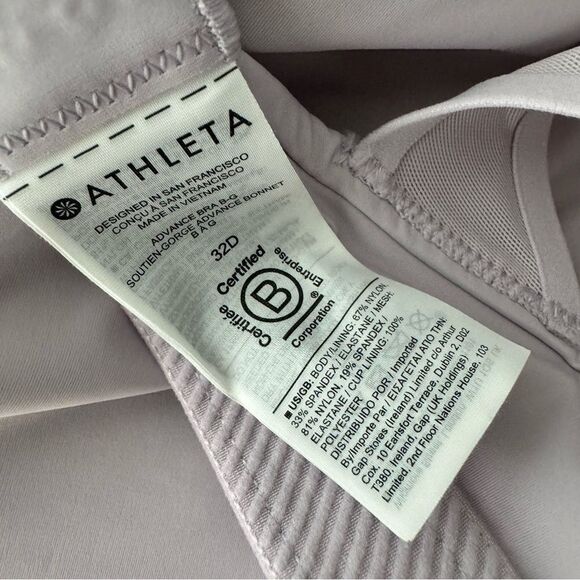 ATHLETA
DESIGNED IN SAN FRANCISCO
CONÇU À SAN FRANCISCO
MADE IN VIETNAM
ADVANCE BRA B-G
SOUTIEN-GORGE ADVANCE BONNET
B À G
32D
Certified
B
®
Corporation
Certifiée
Entreprise
■ US/GB: BODY/LINING: 67% NYLON,
33% SPANDEX / ELASTANE / MESH:
81% NYLON, 19% SPANDEX /
ELASTANE / CUP LINING: 100%
POLYESTER
DISTRIBUIDO POR / Imported
By/Importe Par / ΕΙΣΑΓΕΤΑΙ ΑΠΟ ΤΗΝ:
Gap Stores (Ireland) Limited c/o Arthur
Cox, 10 Earlsfort Terrace, Dublin 2, D02
T380, Ireland, Gap (UK Holdings)
Limited, 2nd Floor Nations House, 103